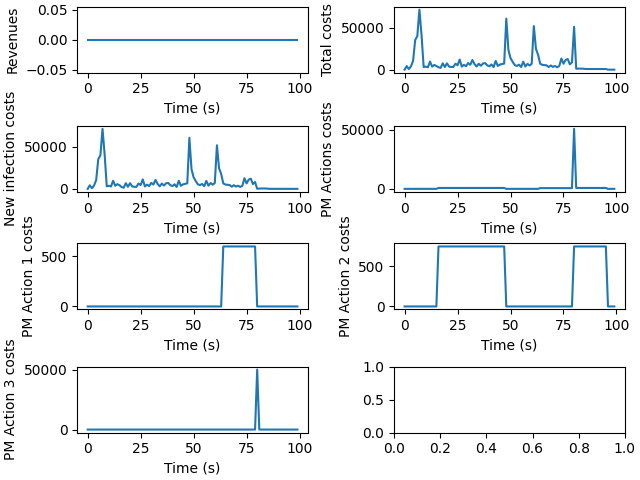 Revenues
0.05
0.00
−0.05
0 25 50 75 100
Time (s)
Total costs
50000
0
0 25 50 75 100
Time (s)
New infection costs
50000
0
0 25 50 75 100
Time (s)
PM Actions costs
50000
0
0 25 50 75 100
Time (s)
PM Action 1 costs
500
0
0 25 50 75 100
Time (s)
PM Action 2 costs
500
0
0 25 50 75 100
Time (s)
PM Action 3 costs
50000
0
0 25 50 75 100
Time (s)
1.0
0.5
0.0
0.0 0.2 0.4 0.6 0.8 1.0